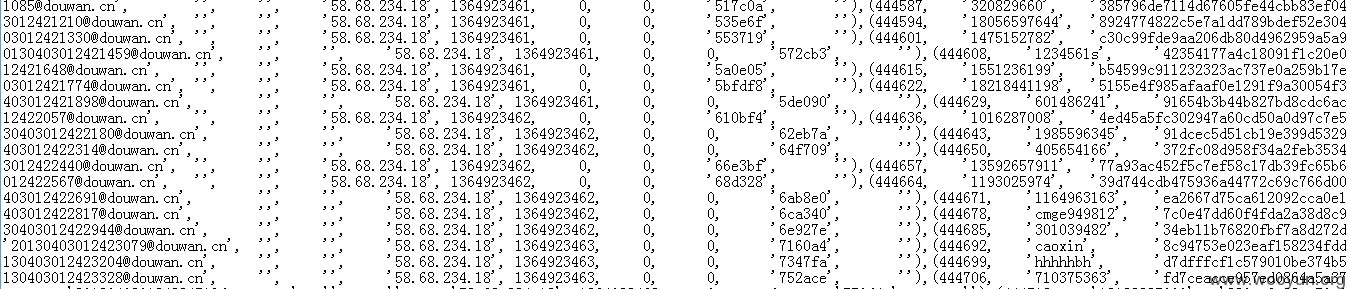 1085@douwan.cn', '', '', '58.68.234.18', 1364923461, 0, 0, '517c0a', ''),(444587, '320829660', '385796de7114d67605fe44cbb83ef04
3012421210@douwan.cn', '', '', '58.68.234.18', 1364923461, 0, 0, '535e6f', ''),(444594, '18056597644', '8924774822c5e7a1dd789bdef52e304
03012421330@douwan.cn', '', '', '58.68.234.18', 1364923461, 0, 0, '553719', ''),(444601, '1475152782', 'c30c99fde9aa206db80d4962959a5a9
0130403012421459@douwan.cn', '', '', '58.68.234.18', 1364923461, 0, 0, '572cb3', ''),(444608, '1234561s', '42354177a4c18091f1c20e0
12421648@douwan.cn', '', '', '58.68.234.18', 1364923461, 0, 0, '5a0e05', ''),(444615, '1551236199', 'b54599c911232323ac737e0a259b17e
03012421774@douwan.cn', '', '', '58.68.234.18', 1364923461, 0, 0, '5bfdf8', ''),(444622, '18218441198', '5155e4f985afaaf0e1291f9a30054f3
403012421898@douwan.cn', '', '', '58.68.234.18', 1364923461, 0, 0, '5de090', ''),(444629, '601486241', '91654b3b44b827bd8cdc6ac
12422057@douwan.cn', '', '', '58.68.234.18', 1364923462, 0, 0, '610bf4', ''),(444636, '1016287008', '4ed45a5fc302947a60cd50a0d97c7e5
30403012422180@douwan.cn', '', '', '58.68.234.18', 1364923462, 0, 0, '62eb7a', ''),(444643, '1985596345', '91dcec5d51cb19e399d5329
403012422314@douwan.cn', '', '', '58.68.234.18', 1364923462, 0, 0, '64f709', ''),(444650, '405654166', '372fc08d958f34a2feb3534
3012422440@douwan.cn', '', '', '58.68.234.18', 1364923462, 0, 0, '66e3bf', ''),(444657, '13592657911', '77a93ac452f5c7ef58c17db39fc65b6
012422567@douwan.cn', '', '', '58.68.234.18', 1364923462, 0, 0, '68d328', ''),(444664, '1193025974', '39d744cdb475936a44772c69c766d00
403012422691@douwan.cn', '', '', '58.68.234.18', 1364923462, 0, 0, '6ab8e0', ''),(444671, '1164963163', 'ea2667d75ca612092cca0e1
403012422817@douwan.cn', '', '', '58.68.234.18', 1364923462, 0, 0, '6ca340', ''),(444678, 'cmge949812', '7c0e47dd60f4fda2a38d8c9
30403012422944@douwan.cn', '', '', '58.68.234.18', 1364923462, 0, 0, '6e927e', ''),(444685, '301039482', '34eb11b76820fbf7a8d272d
'20130403012423079@douwan.cn', '', '', '58.68.234.18', 1364923463, 0, 0, '7160a4', ''),(444692, 'caoxin', '8c94753e023eaf158234fdd
130403012423204@douwan.cn', '', '', '58.68.234.18', 1364923463, 0, 0, '7347fa', ''),(444699, 'hhhhhbh', 'd7dfffcf1c579010be374b5
130403012423328@douwan.cn', '', '', '58.68.234.18', 1364923463, 0, 0, '752ace', ''),(444706, '710375363',
www.wooyun.org